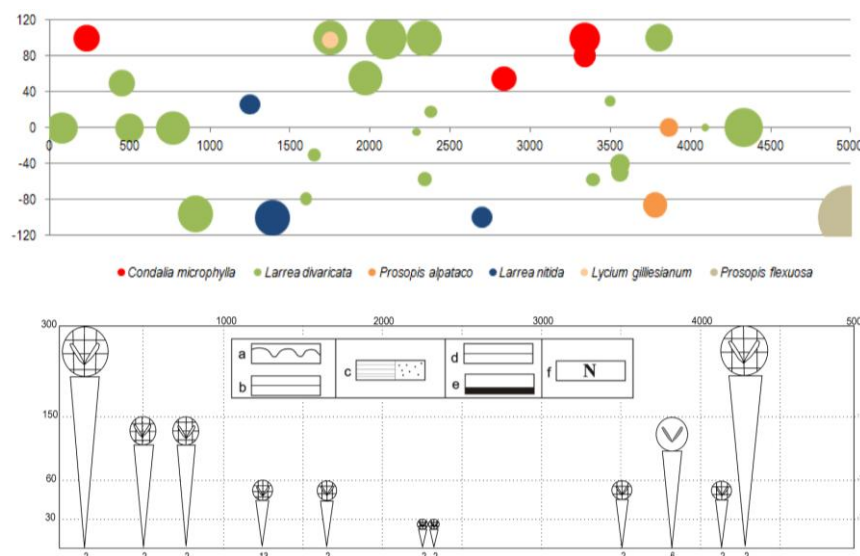 120
80
40
0
-40
-80
-120
0 500 1000 1500 2000 2500 3000 3500 4000 4500 5000
Condalia microphylla Larrea divaricata Prosopis alpataco Larrea nitida Lycium gilliesianum Prosopis flexuosa
300 1000 2000 3000 4000 500
a b c d e f N
150
60
30